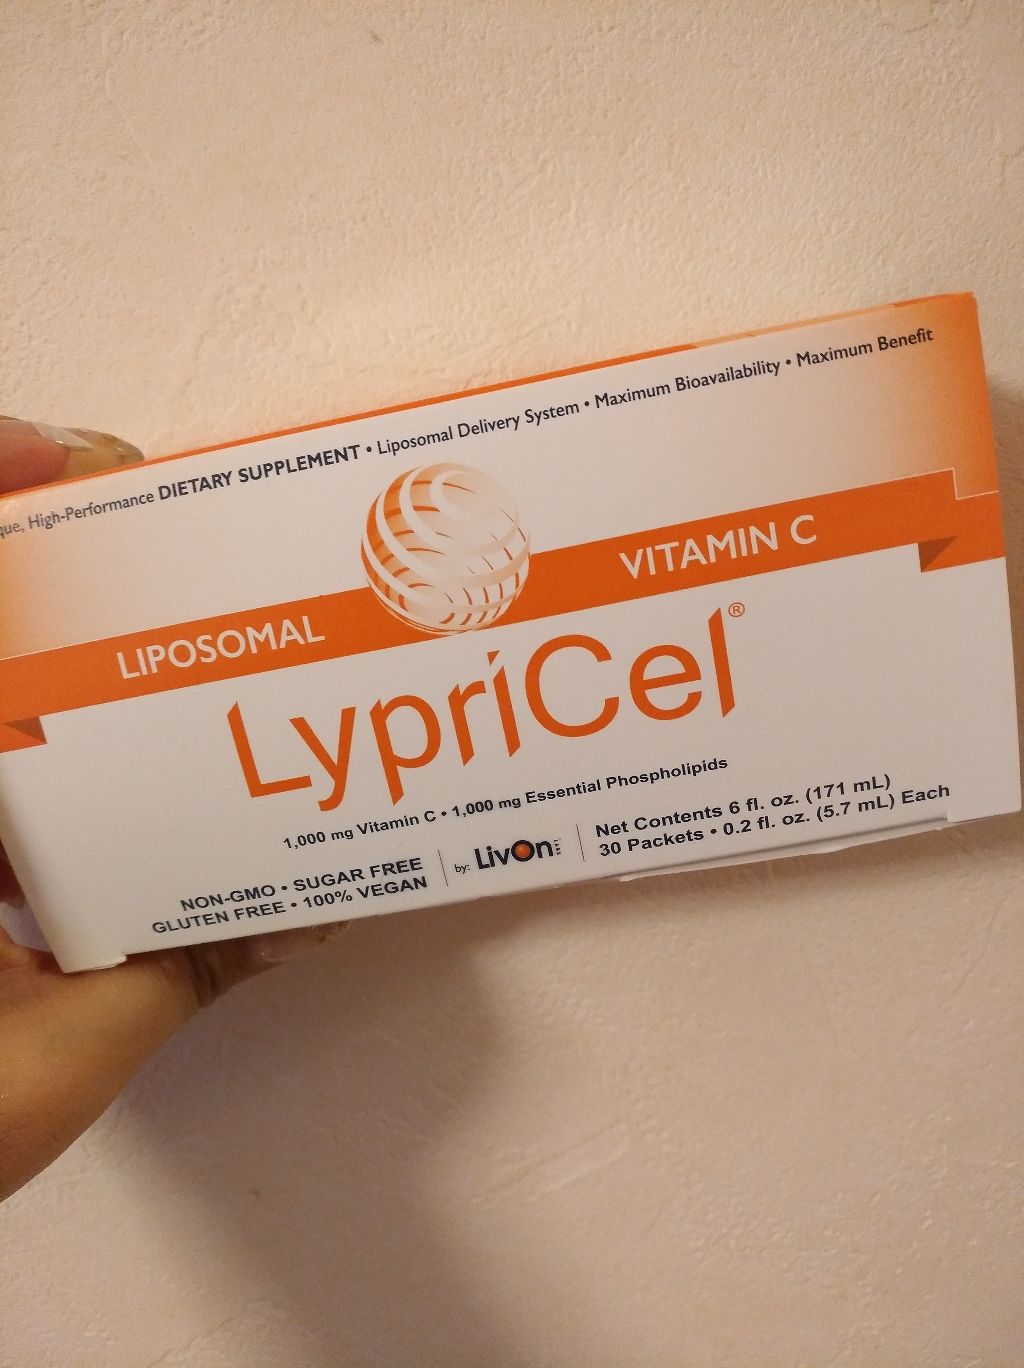 High-Performance DIETARY SUPPLEMENT • Liposomal Delivery System • Maximum Bioavailability • Maximum Benefit
LIPOSOMAL VITAMIN C
LypriCel®
1,000 mg Vitamin C • 1,000 mg Essential Phospholipids
NON-GMO • SUGAR FREE
GLUTEN FREE • 100% VEGAN
by: LivOn
Net Contents 6 fl. oz. (171 mL)
30 Packets • 0.2 fl. oz. (5.7 mL) Each